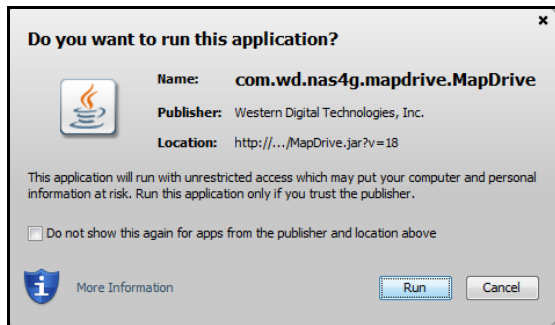 Do you want to run this application?
Name: com.wd.nas4g.mapdrive.MapDrive
Publisher: Western Digital Technologies, Inc.
Location: http://.../MapDrive.jar?v=18
This application will run with unrestricted access which may put your computer and personal
information at risk. Run this application only if you trust the publisher.
Do not show this again for apps from the publisher and location above
More Information
Run
Cancel